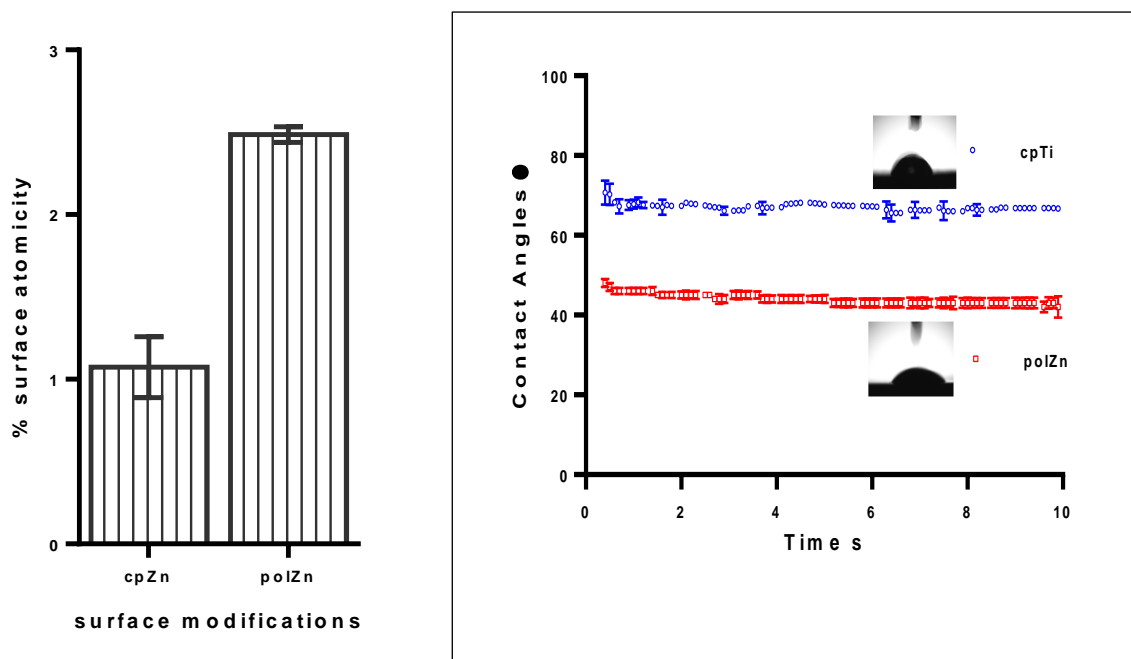 3
2
1
0
% surface atomicity
cpZn
polZn
surface modifications
100
80
60
40
20
0
Contact Angles ●
cpTi
polZn
0
2
4
6
8
10
Time s